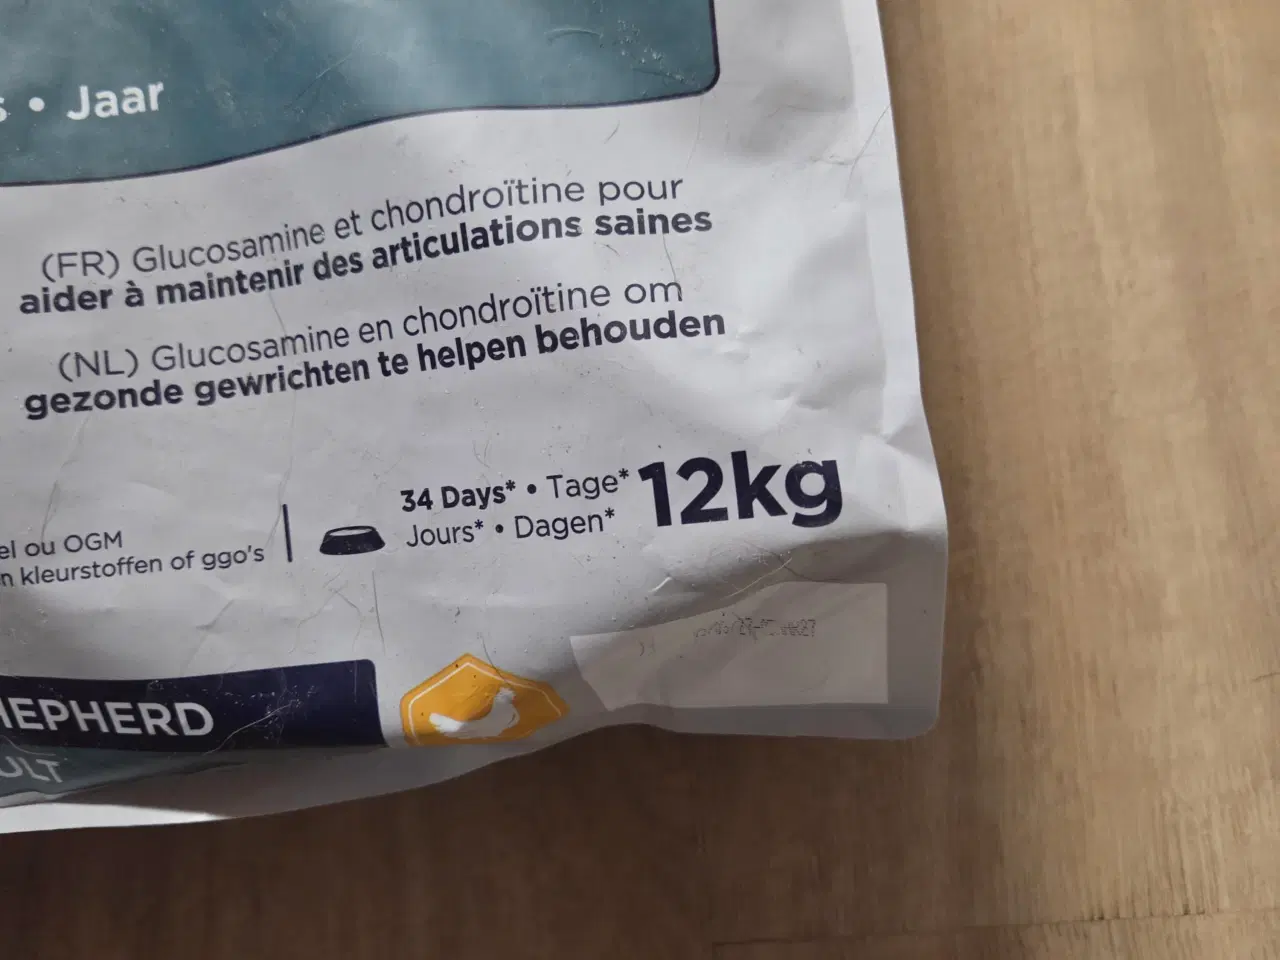 • Jaar
(FR) Glucosamine et chondroïtine pour
aider à maintenir des articulations saines
(NL) Glucosamine en chondroïtine om
gezonde gewrichten te helpen behouden
34 Days* • Tage*
Jours* • Dagen*
12kg
el ou OGM
n kleurstoffen of ggo's
HEPHERD
ULT